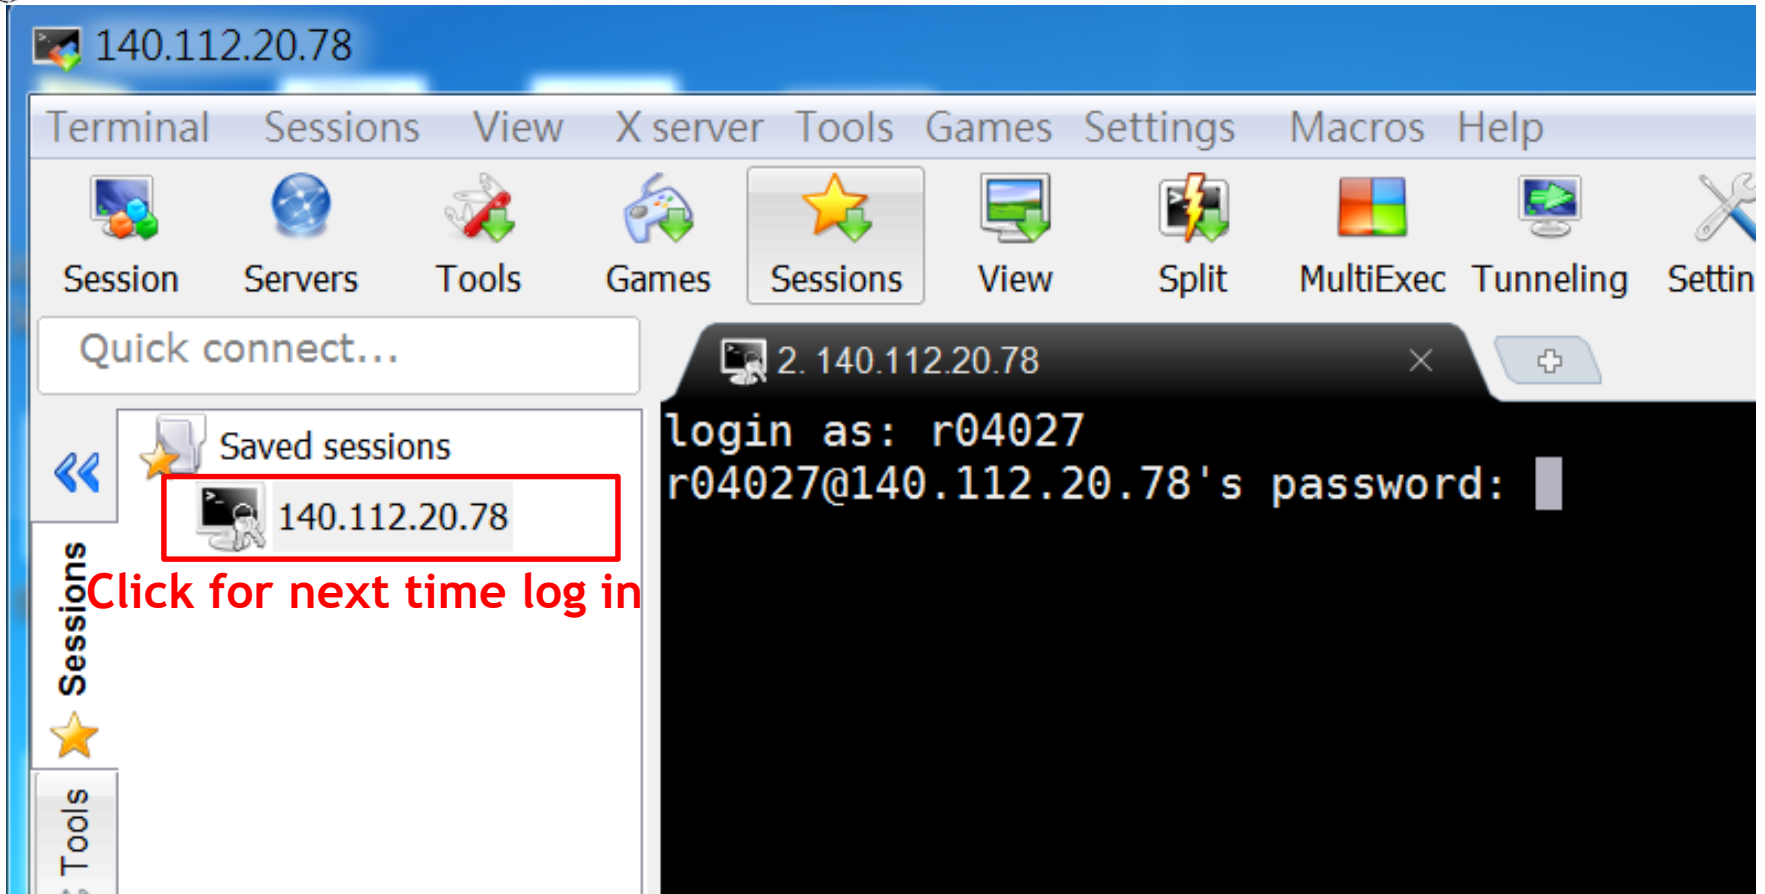 140.112.20.78
Terminal Sessions View X server Tools Games Settings Macros Help
Session Servers Tools Games Sessions View Split MultiExec Tunneling Settin
Quick connect...
2. 140.112.20.78
Saved sessions
140.112.20.78
Click for next time log in
Sessions
Tools
login as: r04027
r04027@140.112.20.78's password: